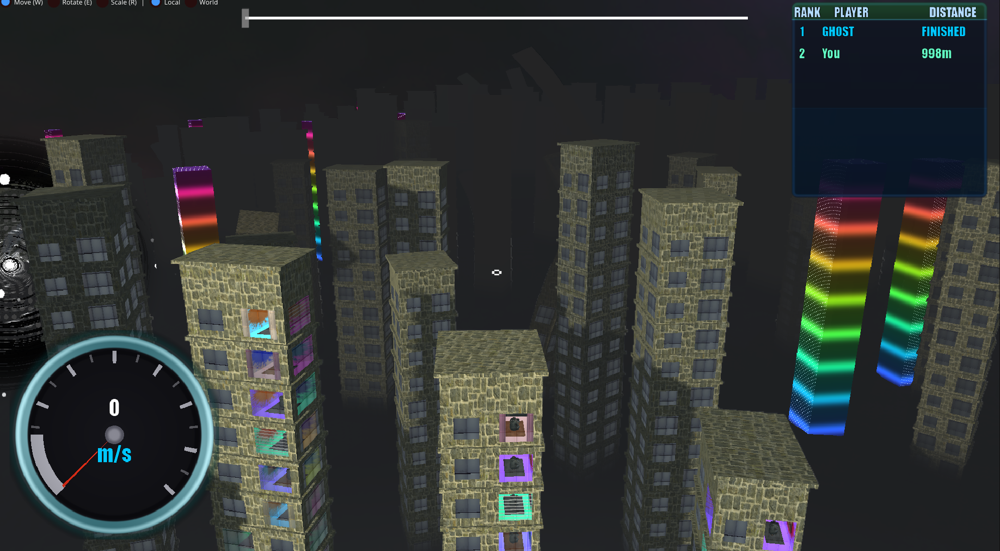 Move (W) Rotate (E) Scale (R) | Local World
RANK PLAYER DISTANCE
1 GHOST FINISHED
2 You 998m
0
m/s